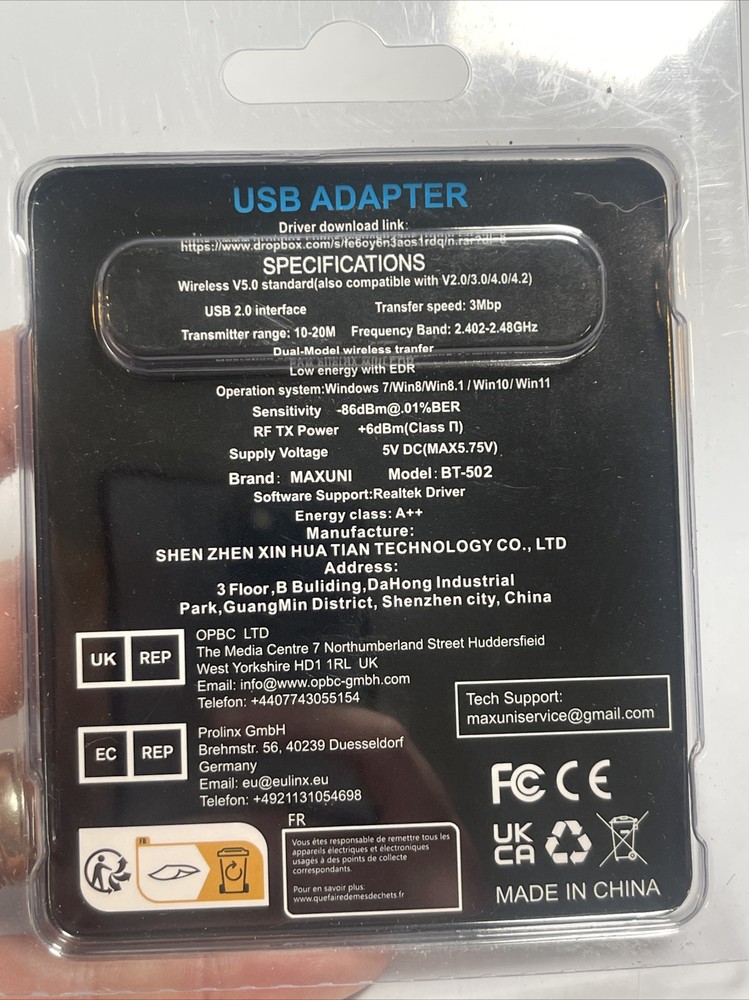 USB ADAPTER
Driver download link:
SPECIFICATIONS
Wireless V5.0 standard(also compatible with V2.0/3.0/4.0/4.2)
USB 2.0 interface Transfer speed: 3Mbp
Transmitter range: 10-20M Frequency Band: 2.402-2.48GHz
Dual-Model wireless tranfer
Low energy with EDR
Operation system:Windows 7/Win8/Win8.1 / Win10/ Win11
Sensitivity -86dBm@.01%BER
RF TX Power +6dBm(Class Π)
Supply Voltage 5V DC(MAX5.75V)
Brand: MAXUNI Model: BT-502
Software Support:Realtek Driver
Energy class: A++
Manufacture:
SHEN ZHEN XIN HUA TIAN TECHNOLOGY CO., LTD
Address:
3 Floor,B Buliding,DaHong Industrial
Park,GuangMin District, Shenzhen city, China
UK REP
OPBC LTD
The Media Centre 7 Northumberland Street Huddersfield
West Yorkshire HD1 1RL UK
Email: info@www.opbc-gmbh.com
Telefon: +4407743055154
Tech Support:
maxuniservice@gmail.com
EC REP
Prolinx GmbH
Brehmstr. 56, 40239 Duesseldorf
Germany
Email: eu@eulinx.eu
Telefon: +4921131054698
FC CE
UK
CA
FR
FR
Vous êtes responsable de remettre tous les
appareils électriques et électroniques
usagés à des points de collecte
correspondants.
Pour en savoir plus:
www.quefairedemesdechets.fr
MADE IN CHINA